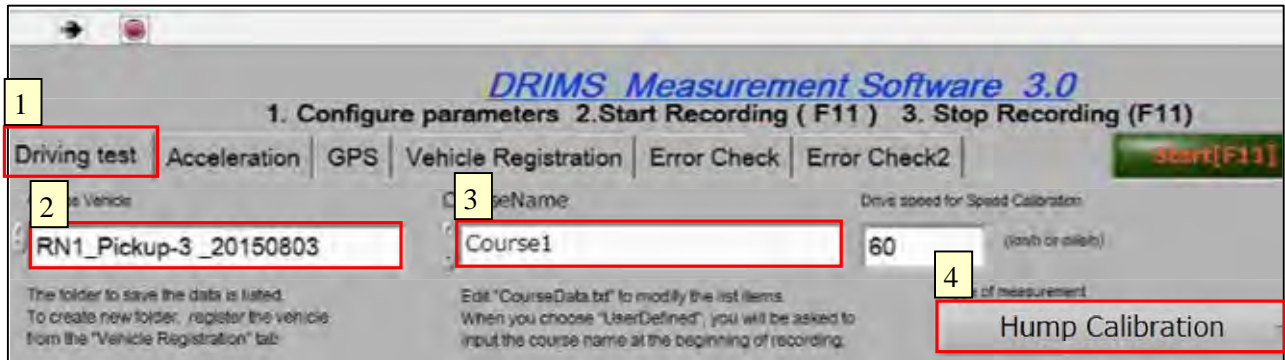 DRIMS Measurement Software 3.0
1
1. Configure parameters 2.Start Recording ( F11 ) 3. Stop Recording (F11)
Driving test
Acceleration
GPS
Vehicle Registration
Error Check
Error Check2
Start[F11]
2
Vehicle
3
seName
Drive speed for Speed Calibration
RN1_Pickup-3 _20150803
Course1
60
(km/h or mile/h)
4
of measurement
Hump Calibration
The folder to save the data is listed.
To create new folder, register the vehicle
from the "Vehicle Registration" tab
Edit "CourseData.txt" to modify the list items.
When you choose "UserDefined", you will be asked to
input the course name at the beginning of recording.